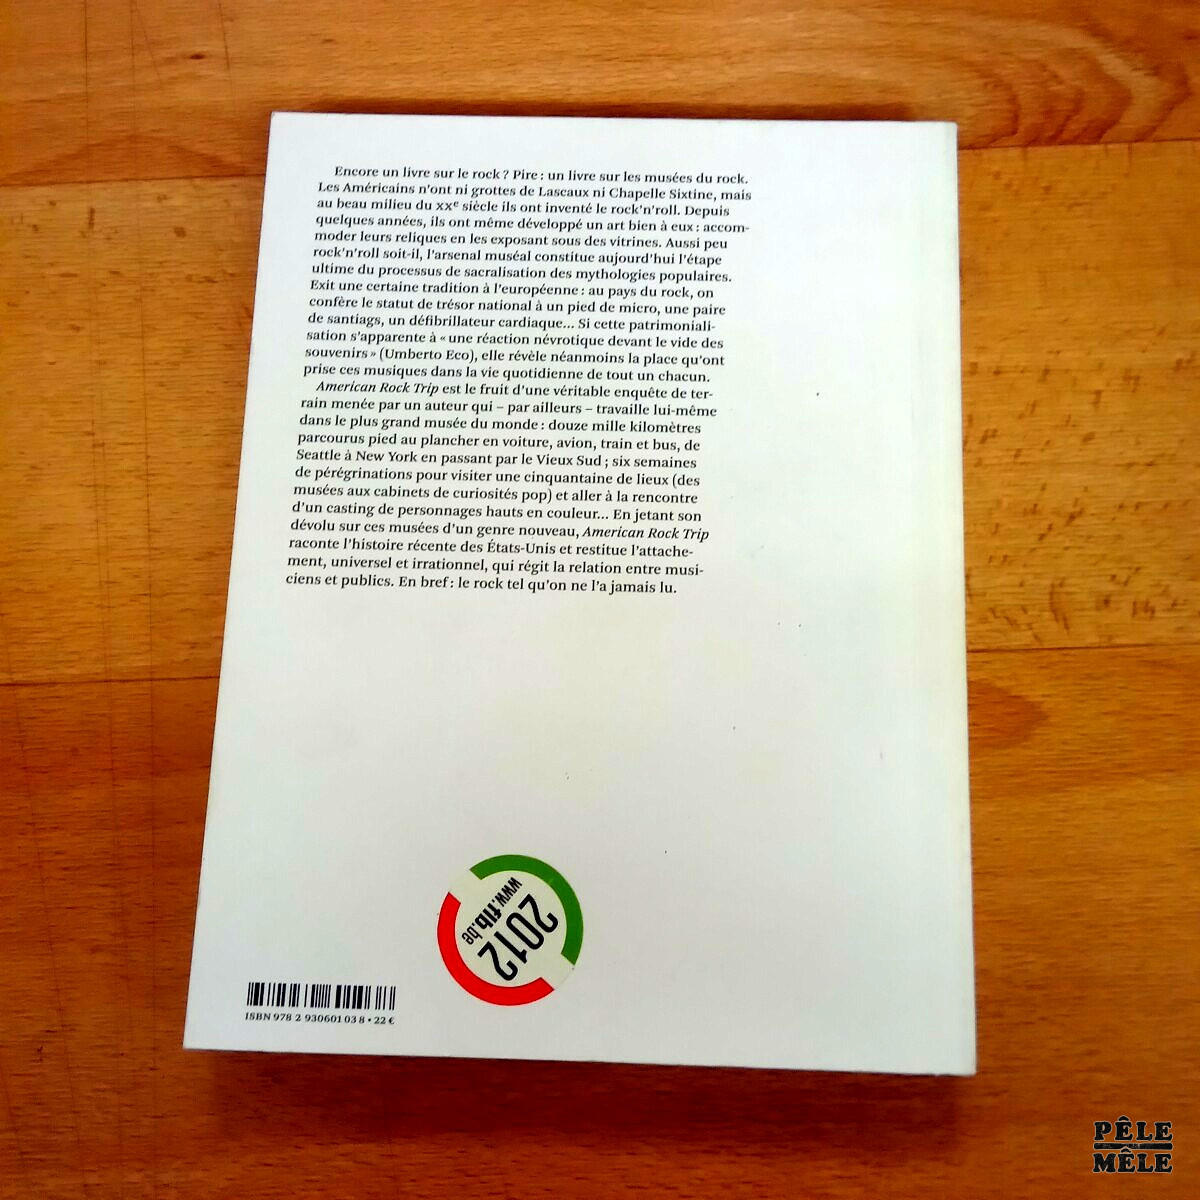 Encore un livre sur le rock ? Pire : un livre sur les musées du rock.
Les Américains n'ont ni grottes de Lascaux ni Chapelle Sixtine, mais
au beau milieu du XXe siècle ils ont inventé le rock'n'roll. Depuis
quelques années, ils ont même développé un art bien à eux : accom-
moder leurs reliques en les exposant sous des vitrines. Aussi peu
rock'n'roll soit-il, l'arsenal muséal constitue aujourd'hui l'étape
ultime du processus de sacralisation des mythologies populaires.
Exit une certaine tradition à l'européenne : au pays du rock, on
confère le statut de trésor national à un pied de micro, une paire
de santiags, un défibrillateur cardiaque... Si cette patrimoniali-
sation s'apparente à « une réaction névrotique devant le vide des
souvenirs » (Umberto Eco), elle révèle néanmoins la place qu'ont
prise ces musiques dans la vie quotidienne de tout un chacun.
American Rock Trip est le fruit d'une véritable enquête de ter-
rain menée par un auteur qui – par ailleurs – travaille lui-même
dans le plus grand musée du monde : douze mille kilomètres
parcourus pied au plancher en voiture, avion, train et bus, de
Seattle à New York en passant par le Vieux Sud ; six semaines
de pérégrinations pour visiter une cinquantaine de lieux (des
musées aux cabinets de curiosités pop) et aller à la rencontre
d'un casting de personnages hauts en couleur... En jetant son
dévolu sur ces musées d'un genre nouveau, American Rock Trip
raconte l'histoire récente des États-Unis et restitue l'attache-
ment, universel et irrationnel, qui régit la relation entre musi-
ciens et publics. En bref : le rock tel qu'on ne l'a jamais lu.
www.flb.be
2012
ISBN 978 2 930601 03 8 • 22 €
PÊLE
MÊLE